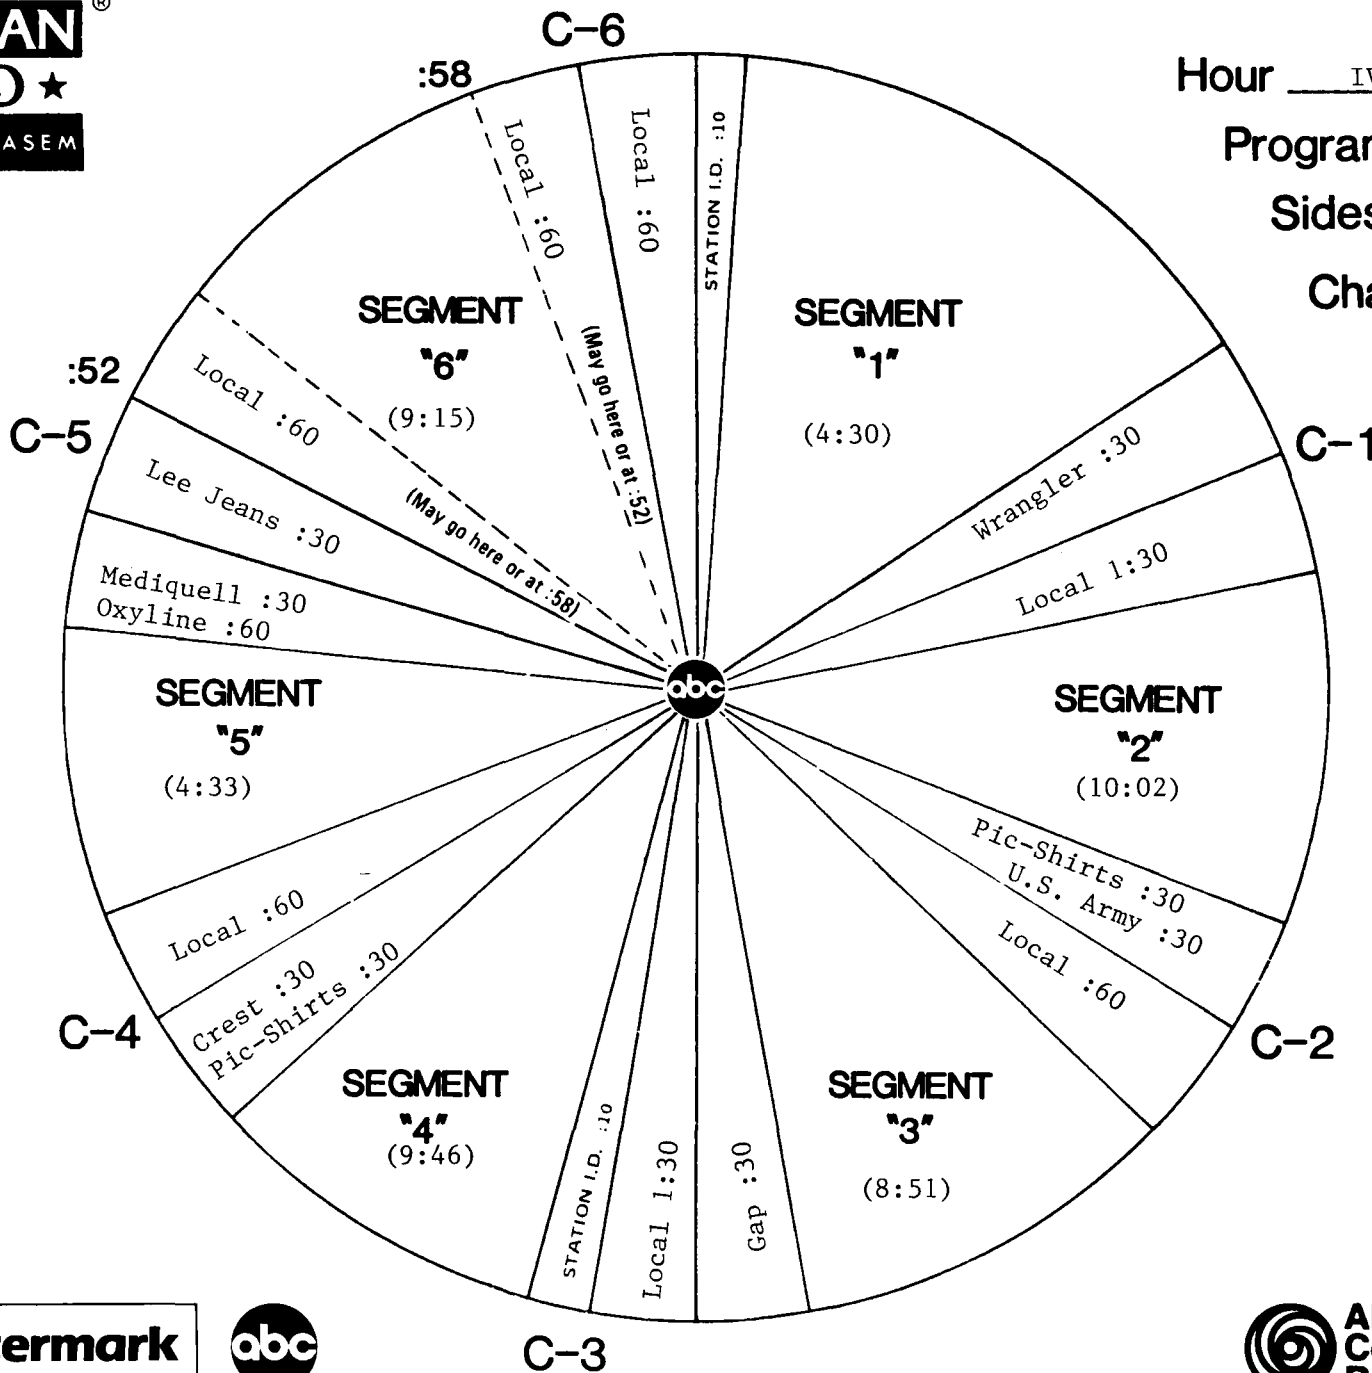 AN
®
ASEM
Hour IV
Program
Sides
Cha
C-6
:58
Local :60
Local :60
STATION I.D. :10
(May go here or at :52)
SEGMENT
"1"
(4:30)
Wrangler :30
C-1
Local 1:30
SEGMENT
"2"
(10:02)
Pic-Shirts :30
U.S. Army :30
C-2
Local :60
SEGMENT
"3"
(8:51)
Gap :30
C-3
Local 1:30
STATION I.D. :10
SEGMENT
"4"
(9:46)
Crest :30
Pic-Shirts :30
C-4
Local :60
SEGMENT
"5"
(4:33)
Mediquell :30
Oxyline :60
Lee Jeans :30
C-5
:52
Local :60
(May go here or at :58)
SEGMENT
"6"
(9:15)
abc
termark
abc